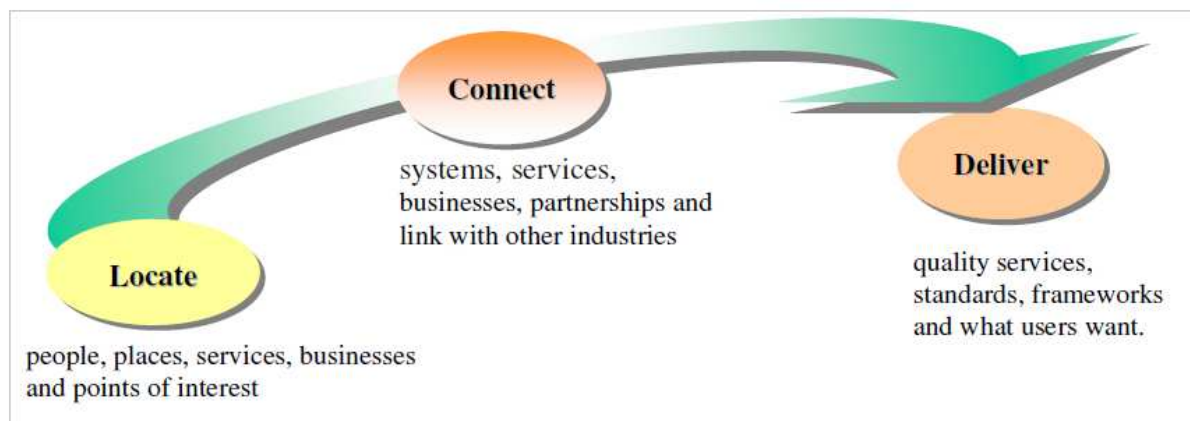 Connect
systems, services,
businesses, partnerships and
link with other industries
Deliver
quality services,
standards, frameworks
and what users want.
Locate
people, places, services, businesses
and points of interest